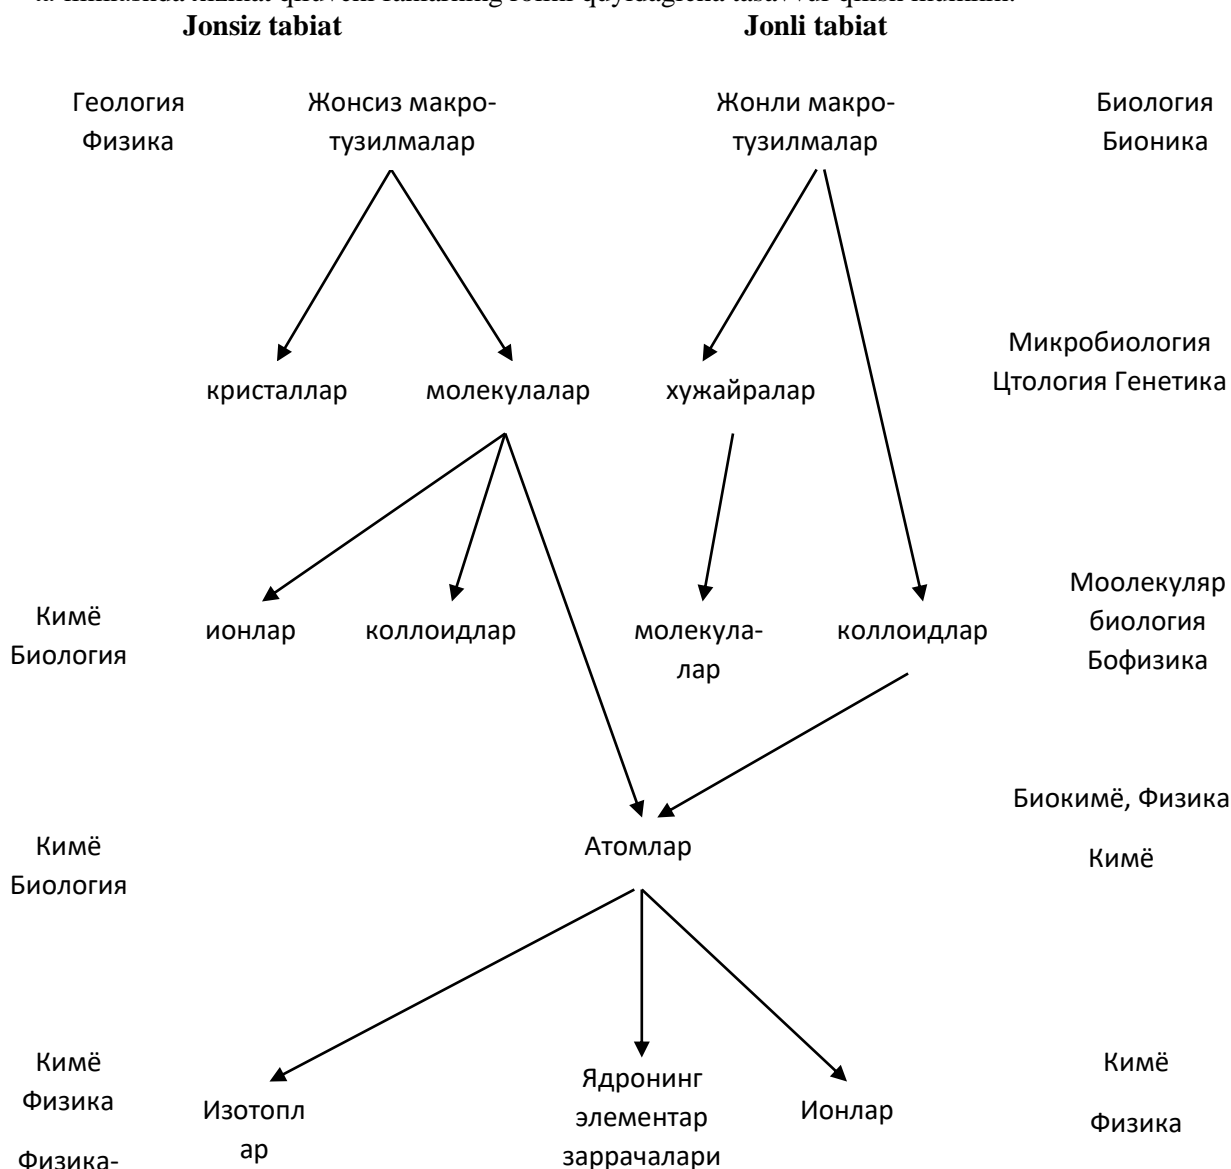 Jonsiz tabiat Jonli tabiat
Геология Жонсиз макро- Жонли макро- Биология
Физика тузилмалар тузилмалар Бионика
Микробиология
кристаллар молекулалар хужайралар Цтология Генетика
Моолекуляр
Кимё ионлар коллоидлар молекула- коллоидлар биология
Биология лар Бофизика
Биокимё, Физика
Кимё Атомлар Кимё
Биология
Кимё Ядронинг Кимё
Физика Изотопл элементар Ионлар Физика
Физика- ар заррачалари